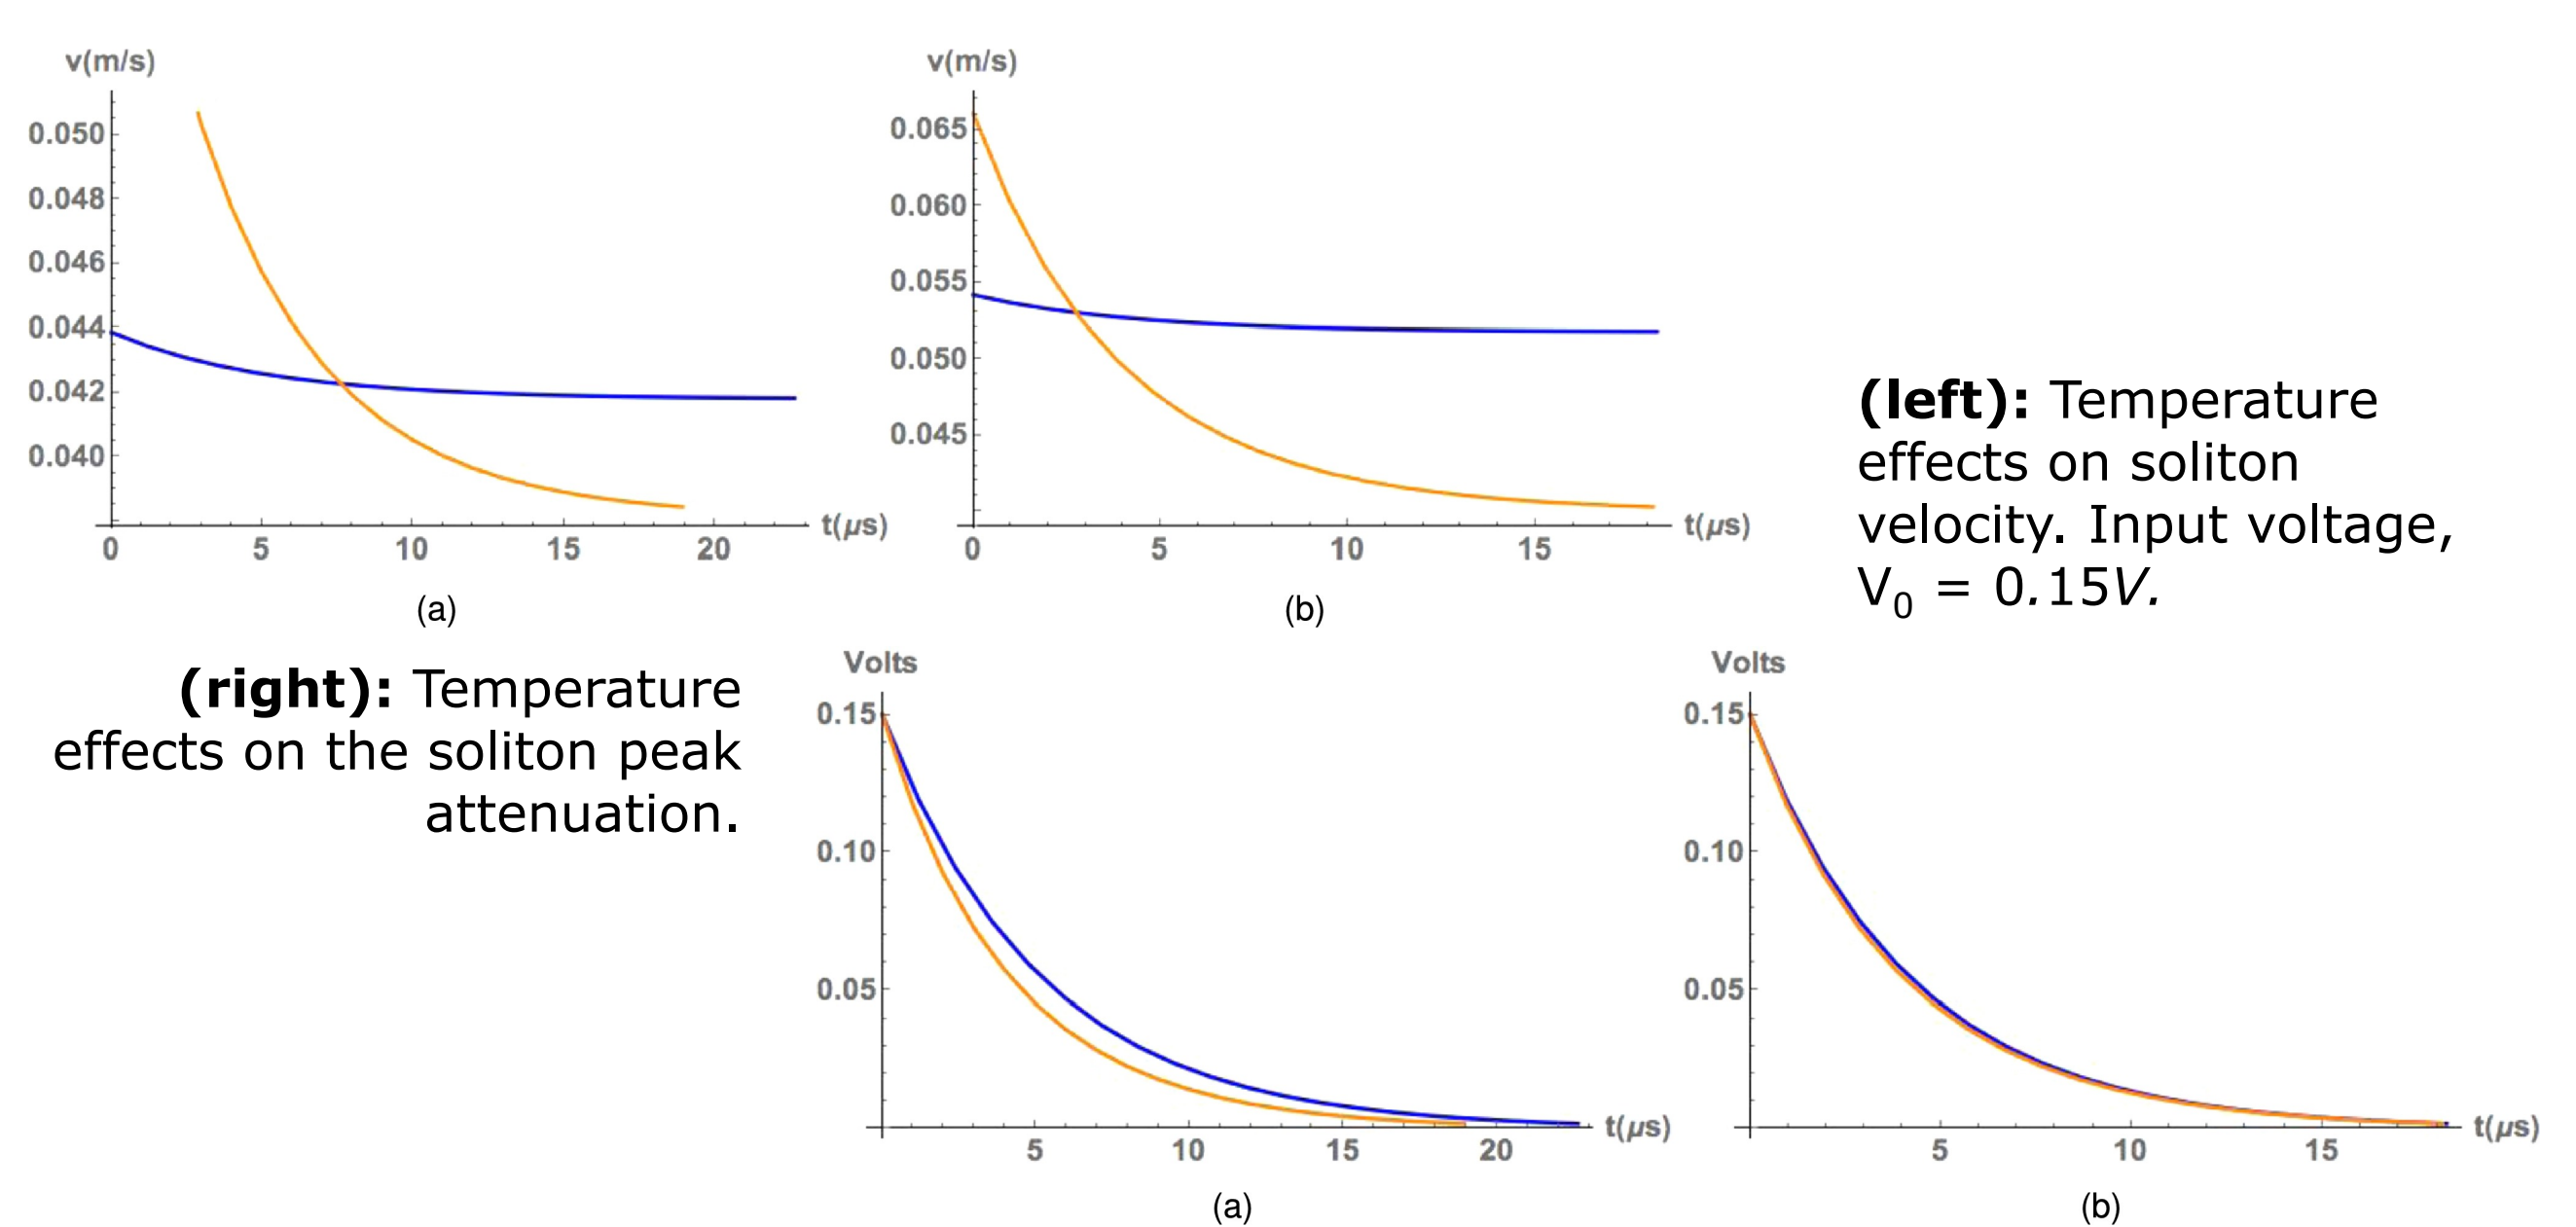 v(m/s)
0.050
0.048
0.046
0.044
0.042
0.040
0 5 10 15 20 t(μs)
(a)
v(m/s)
0.065
0.060
0.055
0.050
0.045
0 5 10 15 t(μs)
(b)
(left): Temperature
effects on soliton
velocity. Input voltage,
V₀ = 0.15V.
(right): Temperature
effects on the soliton peak
attenuation.
Volts
0.15
0.10
0.05
5 10 15 20 t(μs)
(a)
Volts
0.15
0.10
0.05
5 10 15 t(μs)
(b)